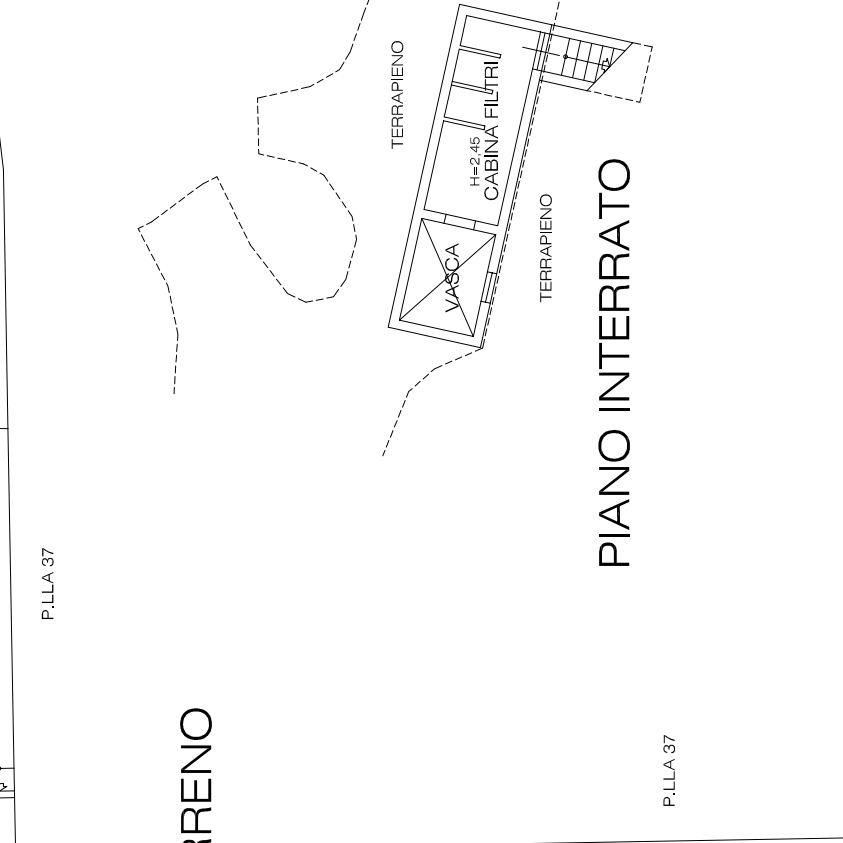 TERRAPIENO
H=2,45
CABINA FILTRI
VASCA
TERRAPIENO
PIANO INTERRATO
P.LLA 37
RRENO
P.LLA 37